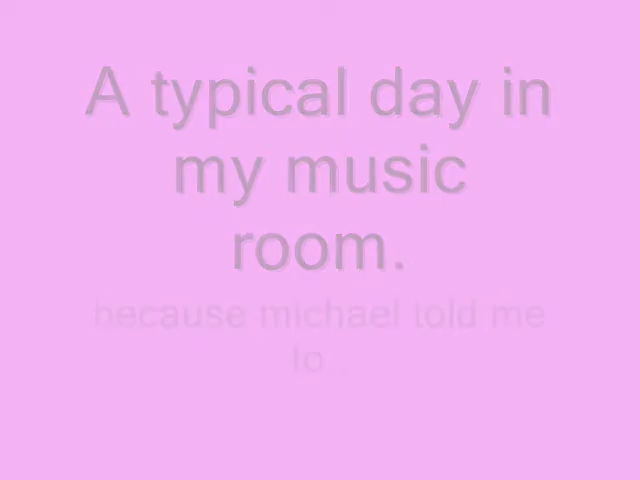 A typical day in
my music
room.
because michael told me
to .